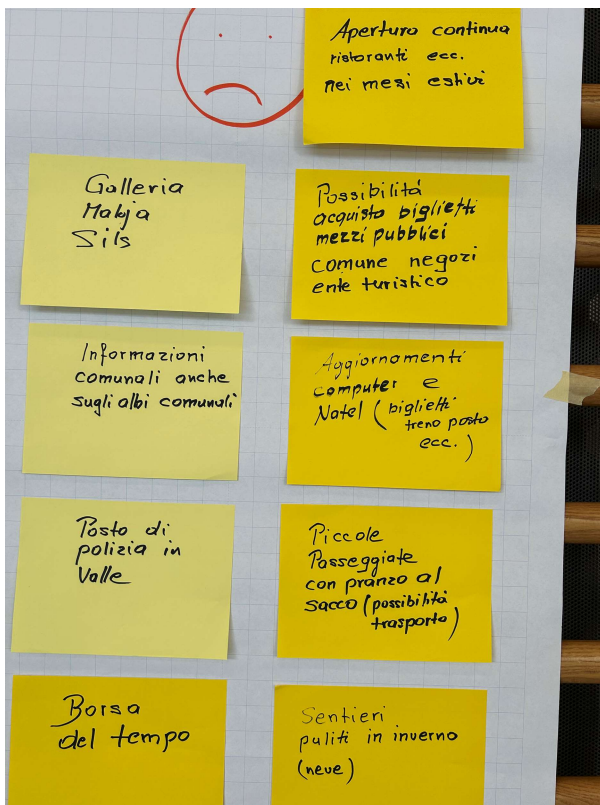 Apertura continua
ristoranti ecc.
nei mesi estivi
Galleria
Maloja
Sils
Possibilità
acquisto biglietti
mezzi pubblici
comune negozi
ente turistico
Informazioni
comunali anche
sugli albi comunali
Aggiornamenti
computer e
Natel (biglietti
treno posto
ecc.)
Posto di
polizia in
Valle
Piccole
Passeggiate
con pranzo al
sacco (possibilità
trasporto)
Borsa
del tempo
Sentieri
puliti in inverno
(neve)